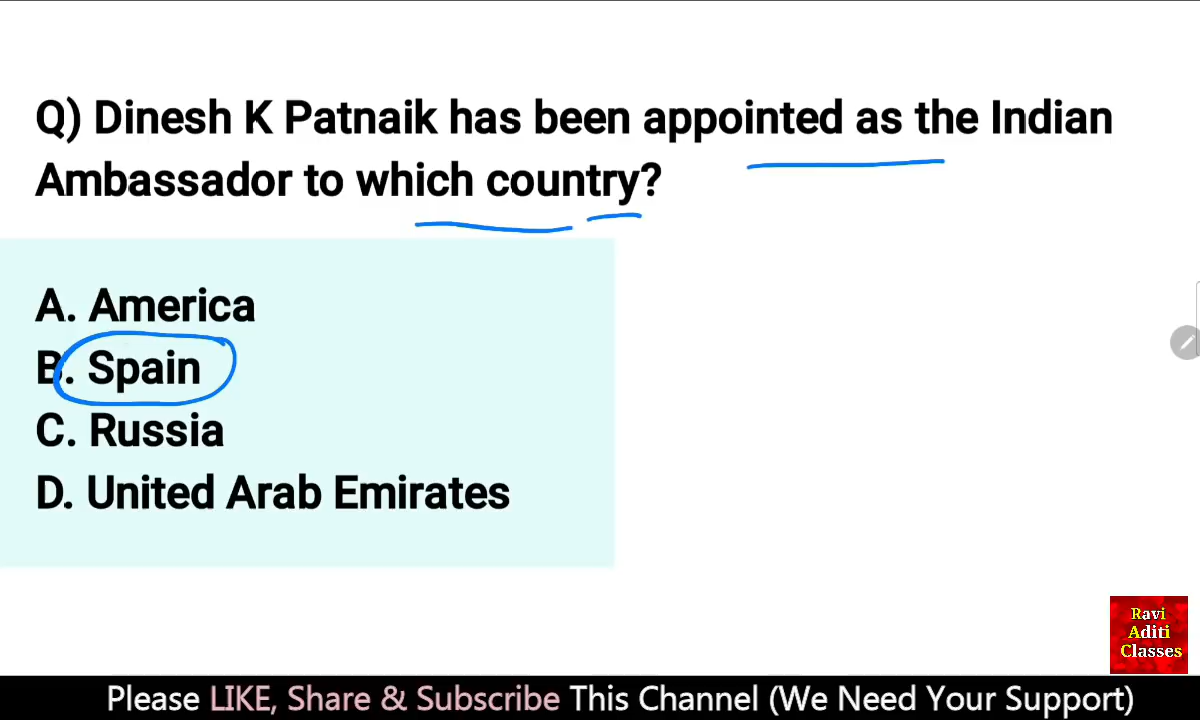 Q) Dinesh K Patnaik has been appointed as the Indian
Ambassador to which country?
A. America
B. Spain
C. Russia
D. United Arab Emirates
Ravi
Aditi
Classes
Please LIKE, Share & Subscribe This Channel (We Need Your Support)